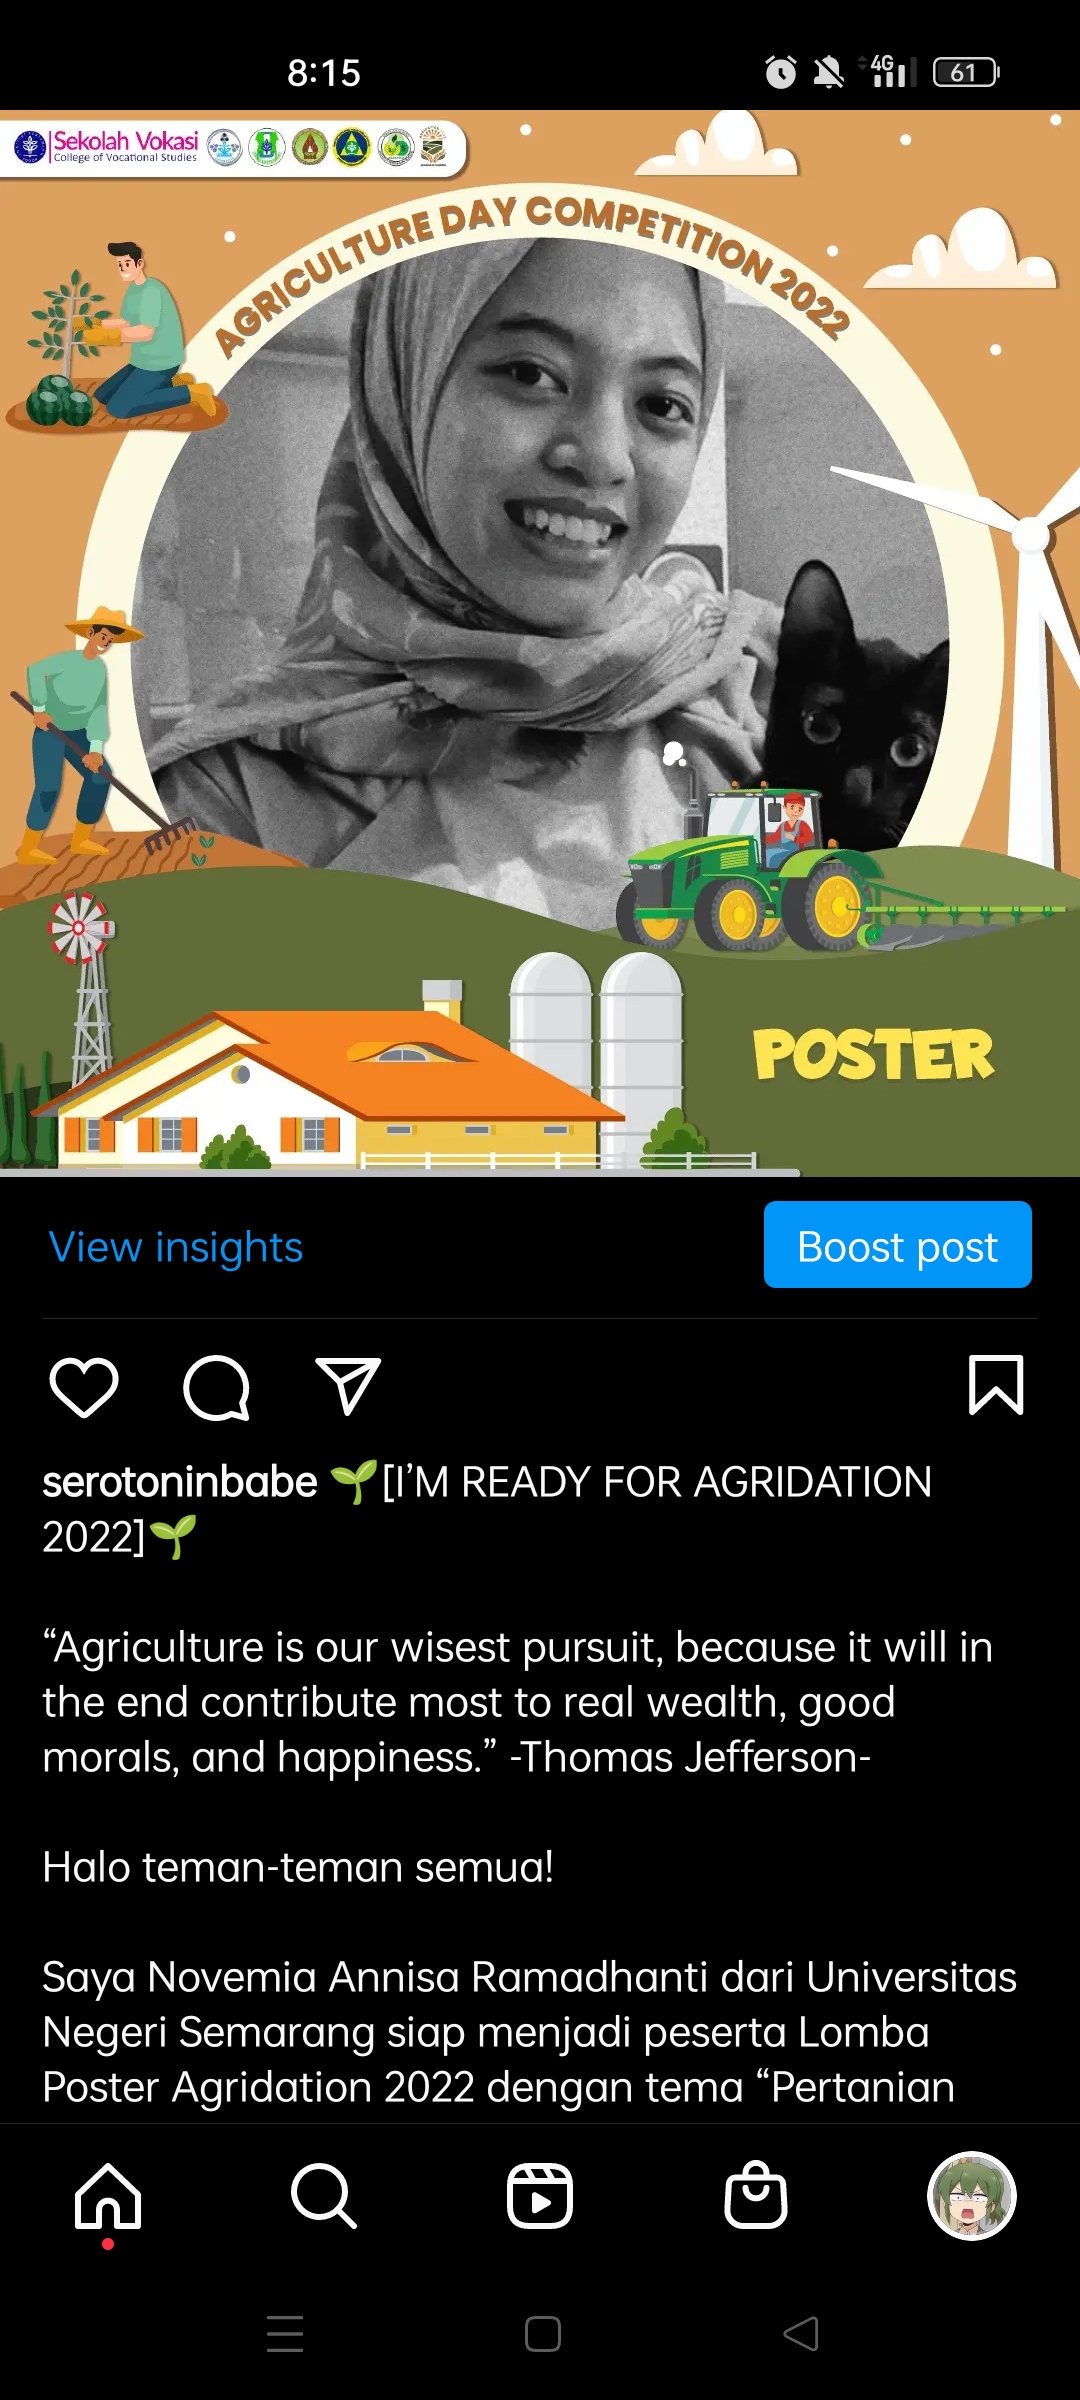 8:15
4G
61
Sekolah Vokasi
College of Vocational Studies
AGRICULTURE DAY COMPETITION 2022
POSTER
View insights
Boost post
serotoninbabe 🌱[I’M READY FOR AGRIDATION
2022]🌱
“Agriculture is our wisest pursuit, because it will in
the end contribute most to real wealth, good
morals, and happiness.” -Thomas Jefferson-
Halo teman-teman semua!
Saya Novemia Annisa Ramadhanti dari Universitas
Negeri Semarang siap menjadi peserta Lomba
Poster Agridation 2022 dengan tema “Pertanian